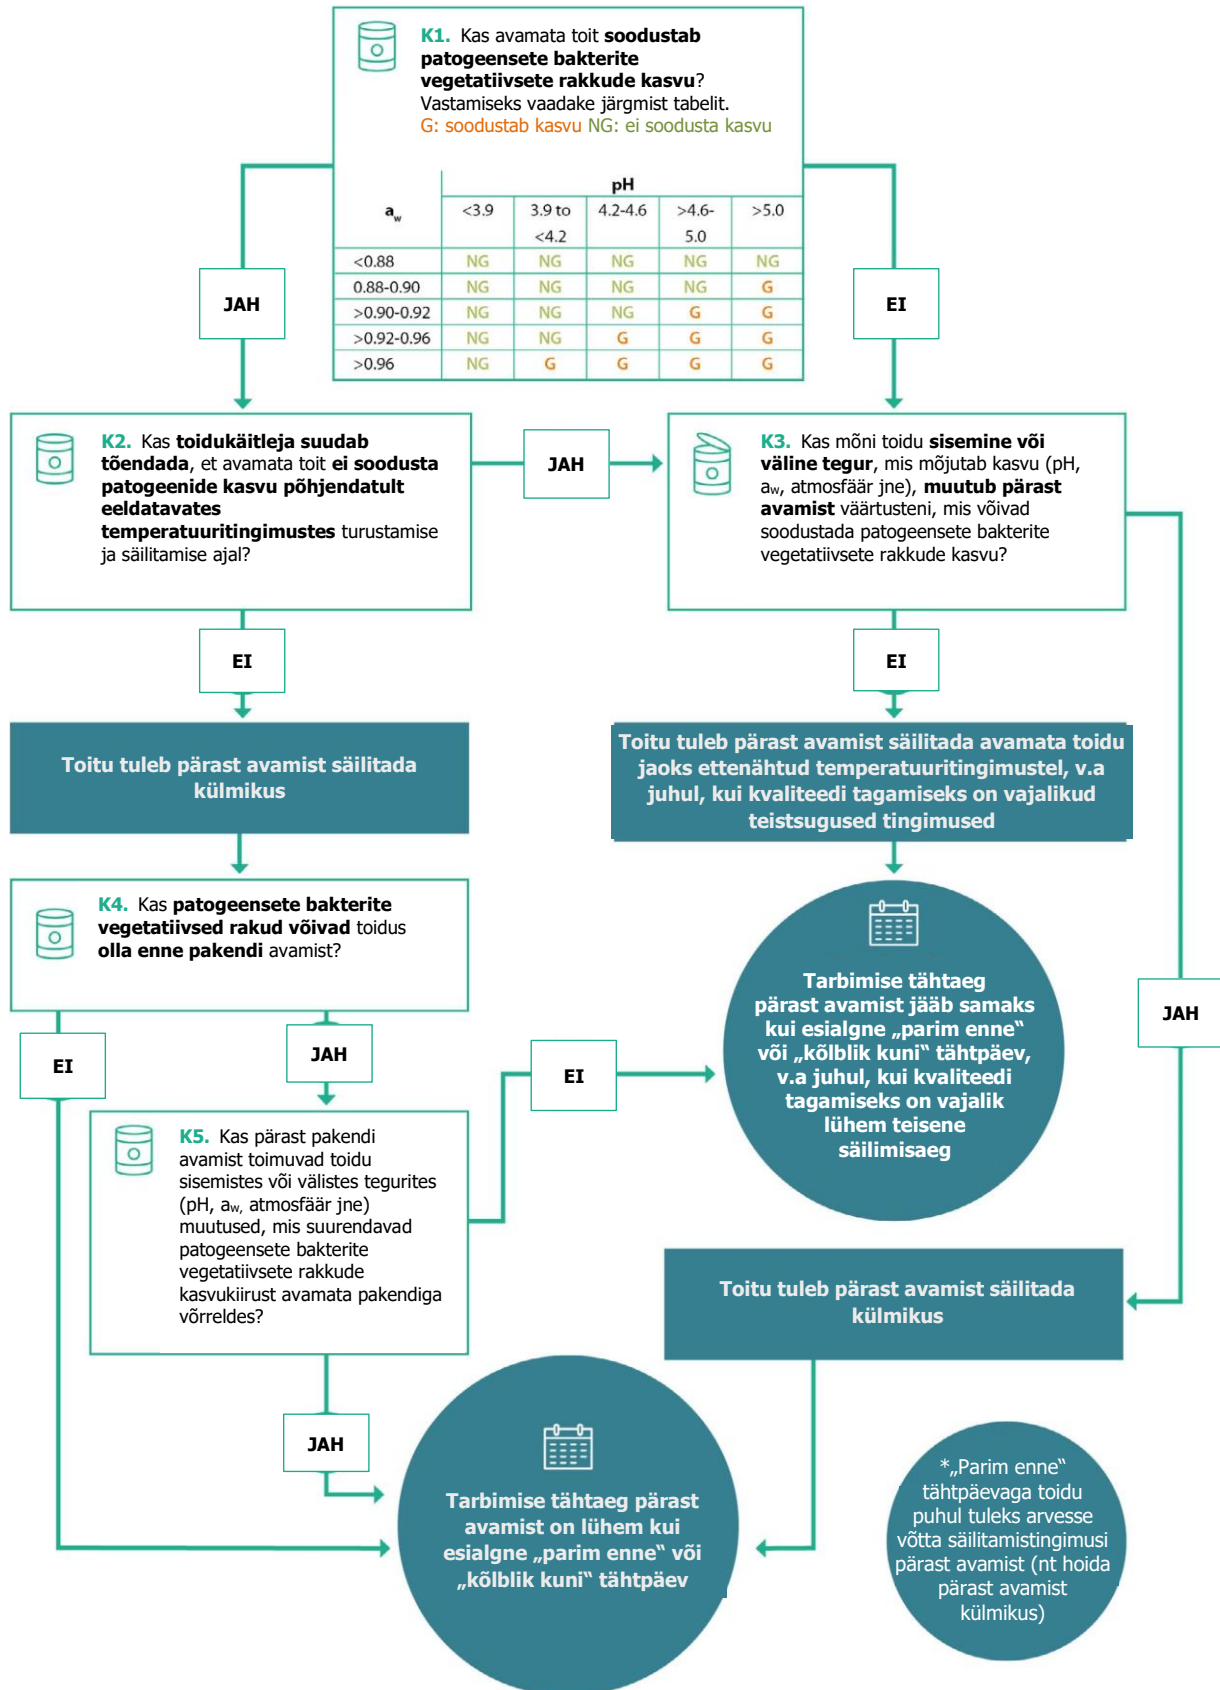 K1. Kas avamata toit soodustab
patogeensete bakterite
vegetatiivsete rakkude kasvu?
Vastamiseks vaadake järgmist tabelit.
G: soodustab kasvu NG: ei soodusta kasvu
pH
aw <3.9 3.9 to 4.2-4.6 >4.6- >5.0
<4.2 5.0
<0.88 NG NG NG NG NG
0.88-0.90 NG NG NG NG G
>0.90-0.92 NG NG NG G G
>0.92-0.96 NG NG G G G
>0.96 NG G G G G
JAH
EI
K2. Kas toidukäitleja suudab
tõendada, et avamata toit ei soodusta
patogeenide kasvu põhjendatult
eeldatavates
temperatuuritingimustes turustamise
ja säilitamise ajal?
JAH
K3. Kas mõni toidu sisemine või
väline tegur, mis mõjutab kasvu (pH,
aw, atmosfäär jne), muutub pärast
avamist väärtusteni, mis võivad
soodustada patogeensete bakterite
vegetatiivsete rakkude kasvu?
EI
EI
Toitu tuleb pärast avamist säilitada
külmikus
Toitu tuleb pärast avamist säilitada avamata toidu
jaoks ettenähtud temperatuuritingimustel, v.a
juhul, kui kvaliteedi tagamiseks on vajalikud
teistsugused tingimused
K4. Kas patogeensete bakterite
vegetatiivsed rakud võivad toidus
olla enne pakendi avamist?
Tarbimise tähtaeg
pärast avamist jääb samaks
kui esialgne „parim enne“
või „kõlblik kuni“ tähtpäev,
v.a juhul, kui kvaliteedi
tagamiseks on vajalik
lühem teisene
säilimisaeg
JAH
EI
JAH
EI
K5. Kas pärast pakendi
avamist toimuvad toidu
sisemistes või välistes tegurites
(pH, aw, atmosfäär jne)
muutused, mis suurendavad
patogeensete bakterite
vegetatiivsete rakkude
kasvukiirust avamata pakendiga
võrreldes?
Toitu tuleb pärast avamist säilitada
külmikus
JAH
Tarbimise tähtaeg pärast
avamist on lühem kui
esialgne „parim enne“ või
„kõlblik kuni“ tähtpäev
*„Parim enne“
tähtpäevaga toidu
puhul tuleks arvesse
võtta säilitamistingimusi
pärast avamist (nt hoida
pärast avamist
külmikus)